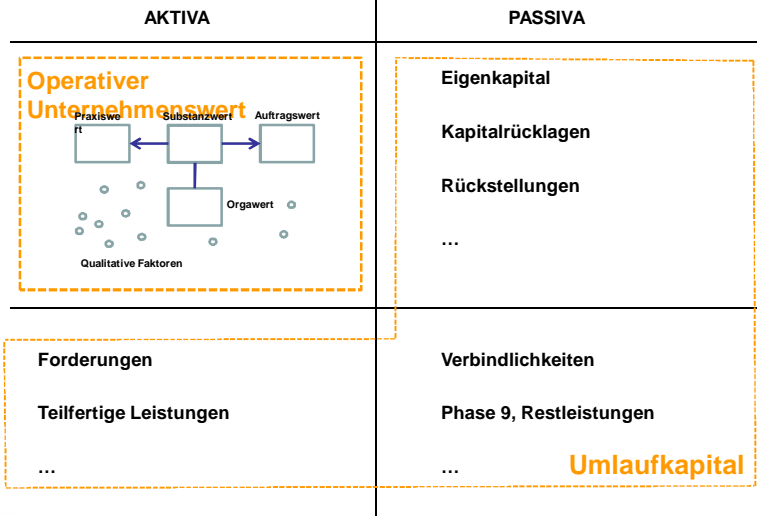 AKTIVA
PASSIVA
Operativer
Unternehmenswert
Praxiswe
rt
Substanzwert
Auftragswert
Orgawert
Qualitative Faktoren
Eigenkapital
Kapitalrücklagen
Rückstellungen
…
Forderungen
Teilfertige Leistungen
…
Verbindlichkeiten
Phase 9, Restleistungen
…
Umlaufkapital